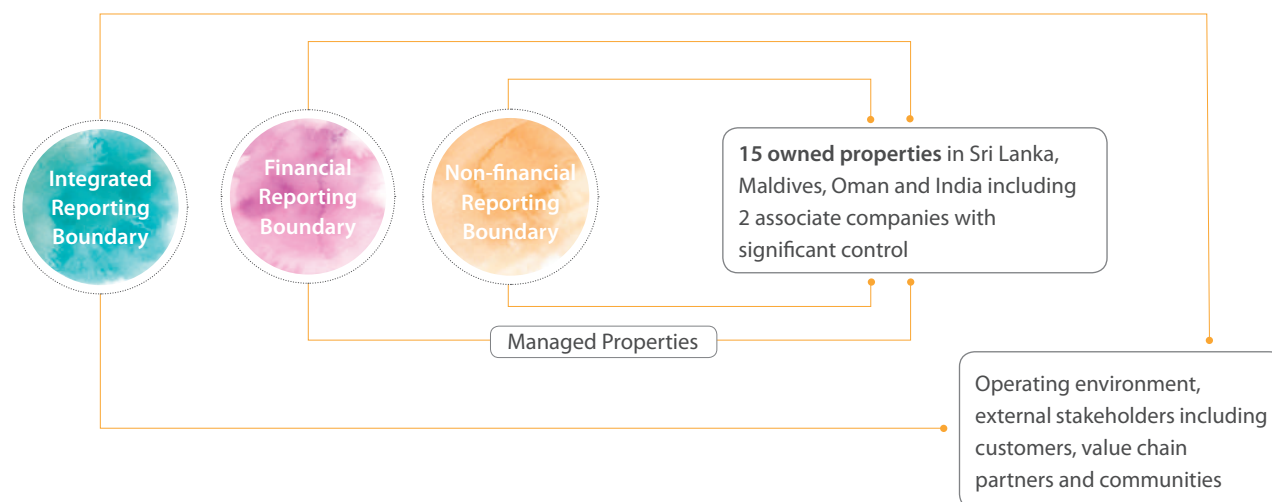 Integrated
Reporting
Boundary
Financial
Reporting
Boundary
Non-financial
Reporting
Boundary
15 owned properties in Sri Lanka,
Maldives, Oman and India including
2 associate companies with
significant control
Managed Properties
Operating environment,
external stakeholders including
customers, value chain
partners and communities